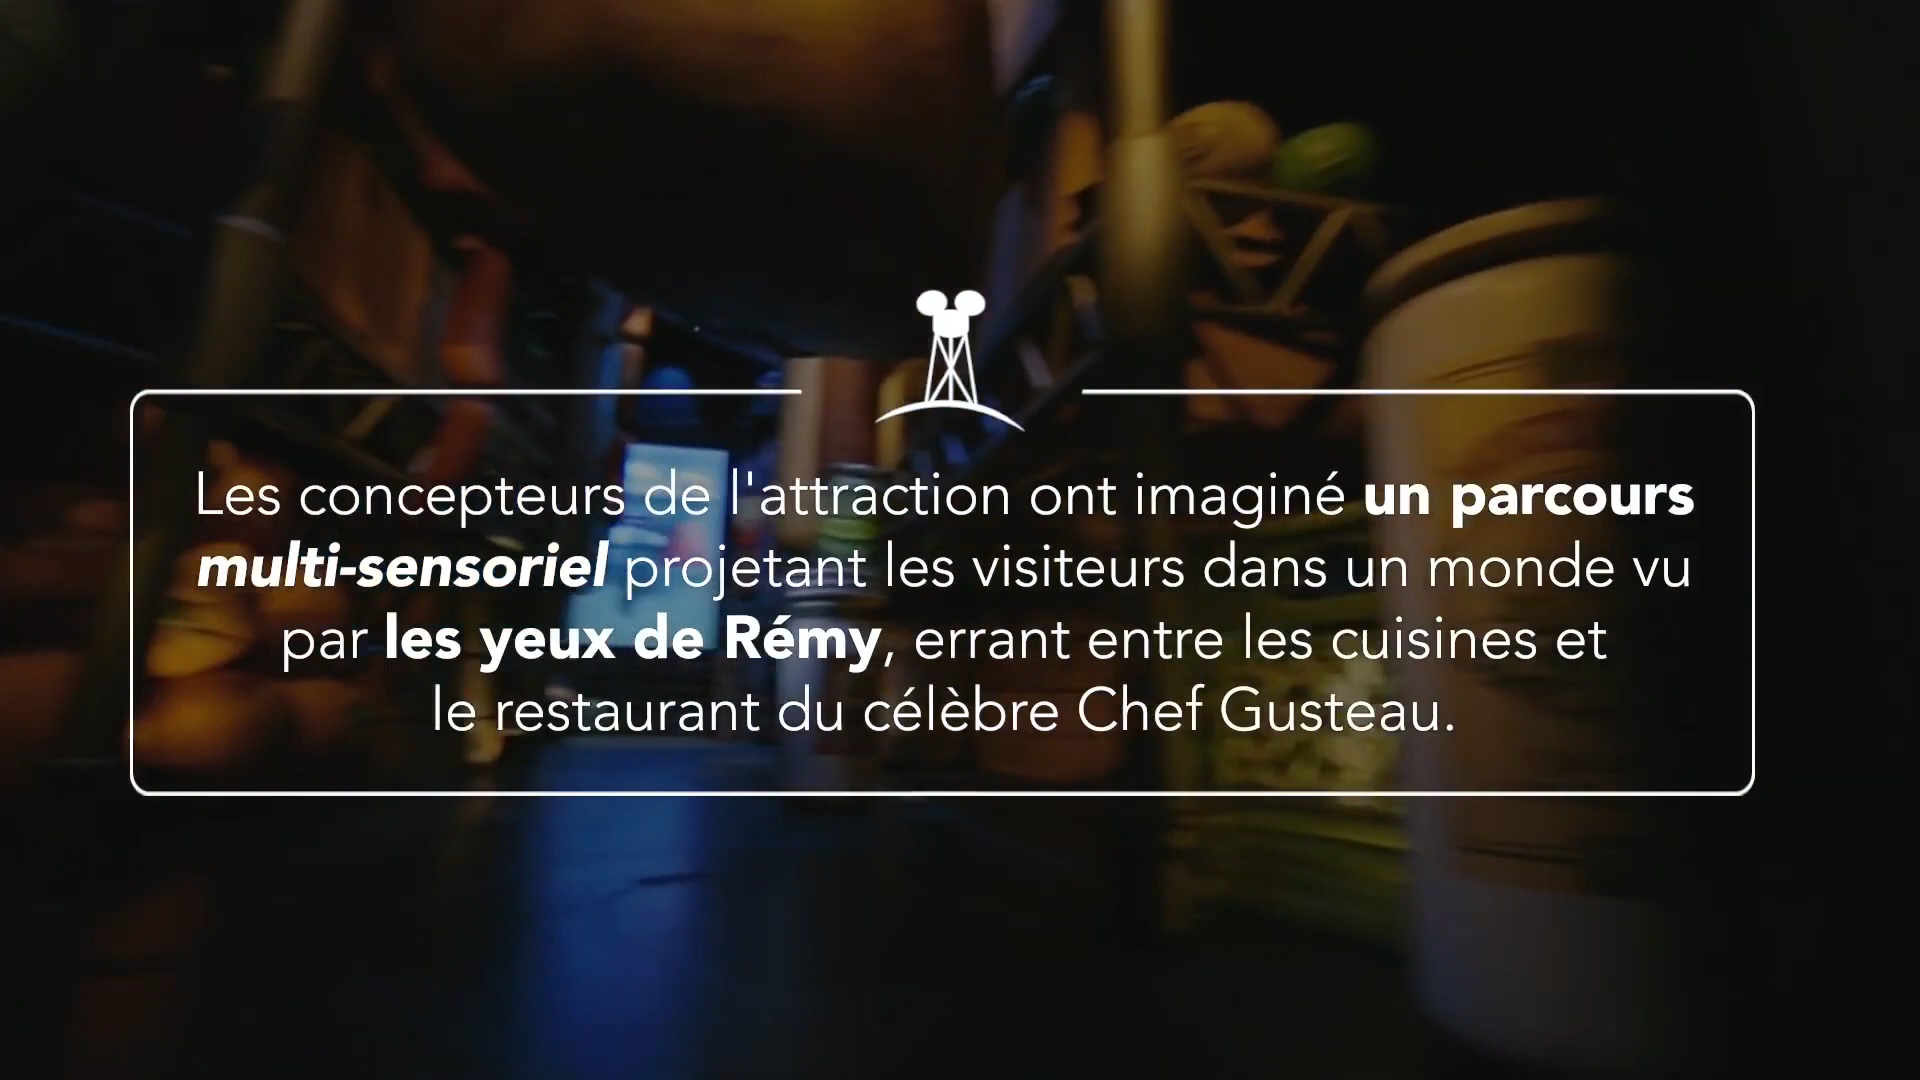 Les concepteurs de l'attraction ont imaginé un parcours
multi-sensoriel projetant les visiteurs dans un monde vu
par les yeux de Rémy, errant entre les cuisines et
le restaurant du célèbre Chef Gusteau.